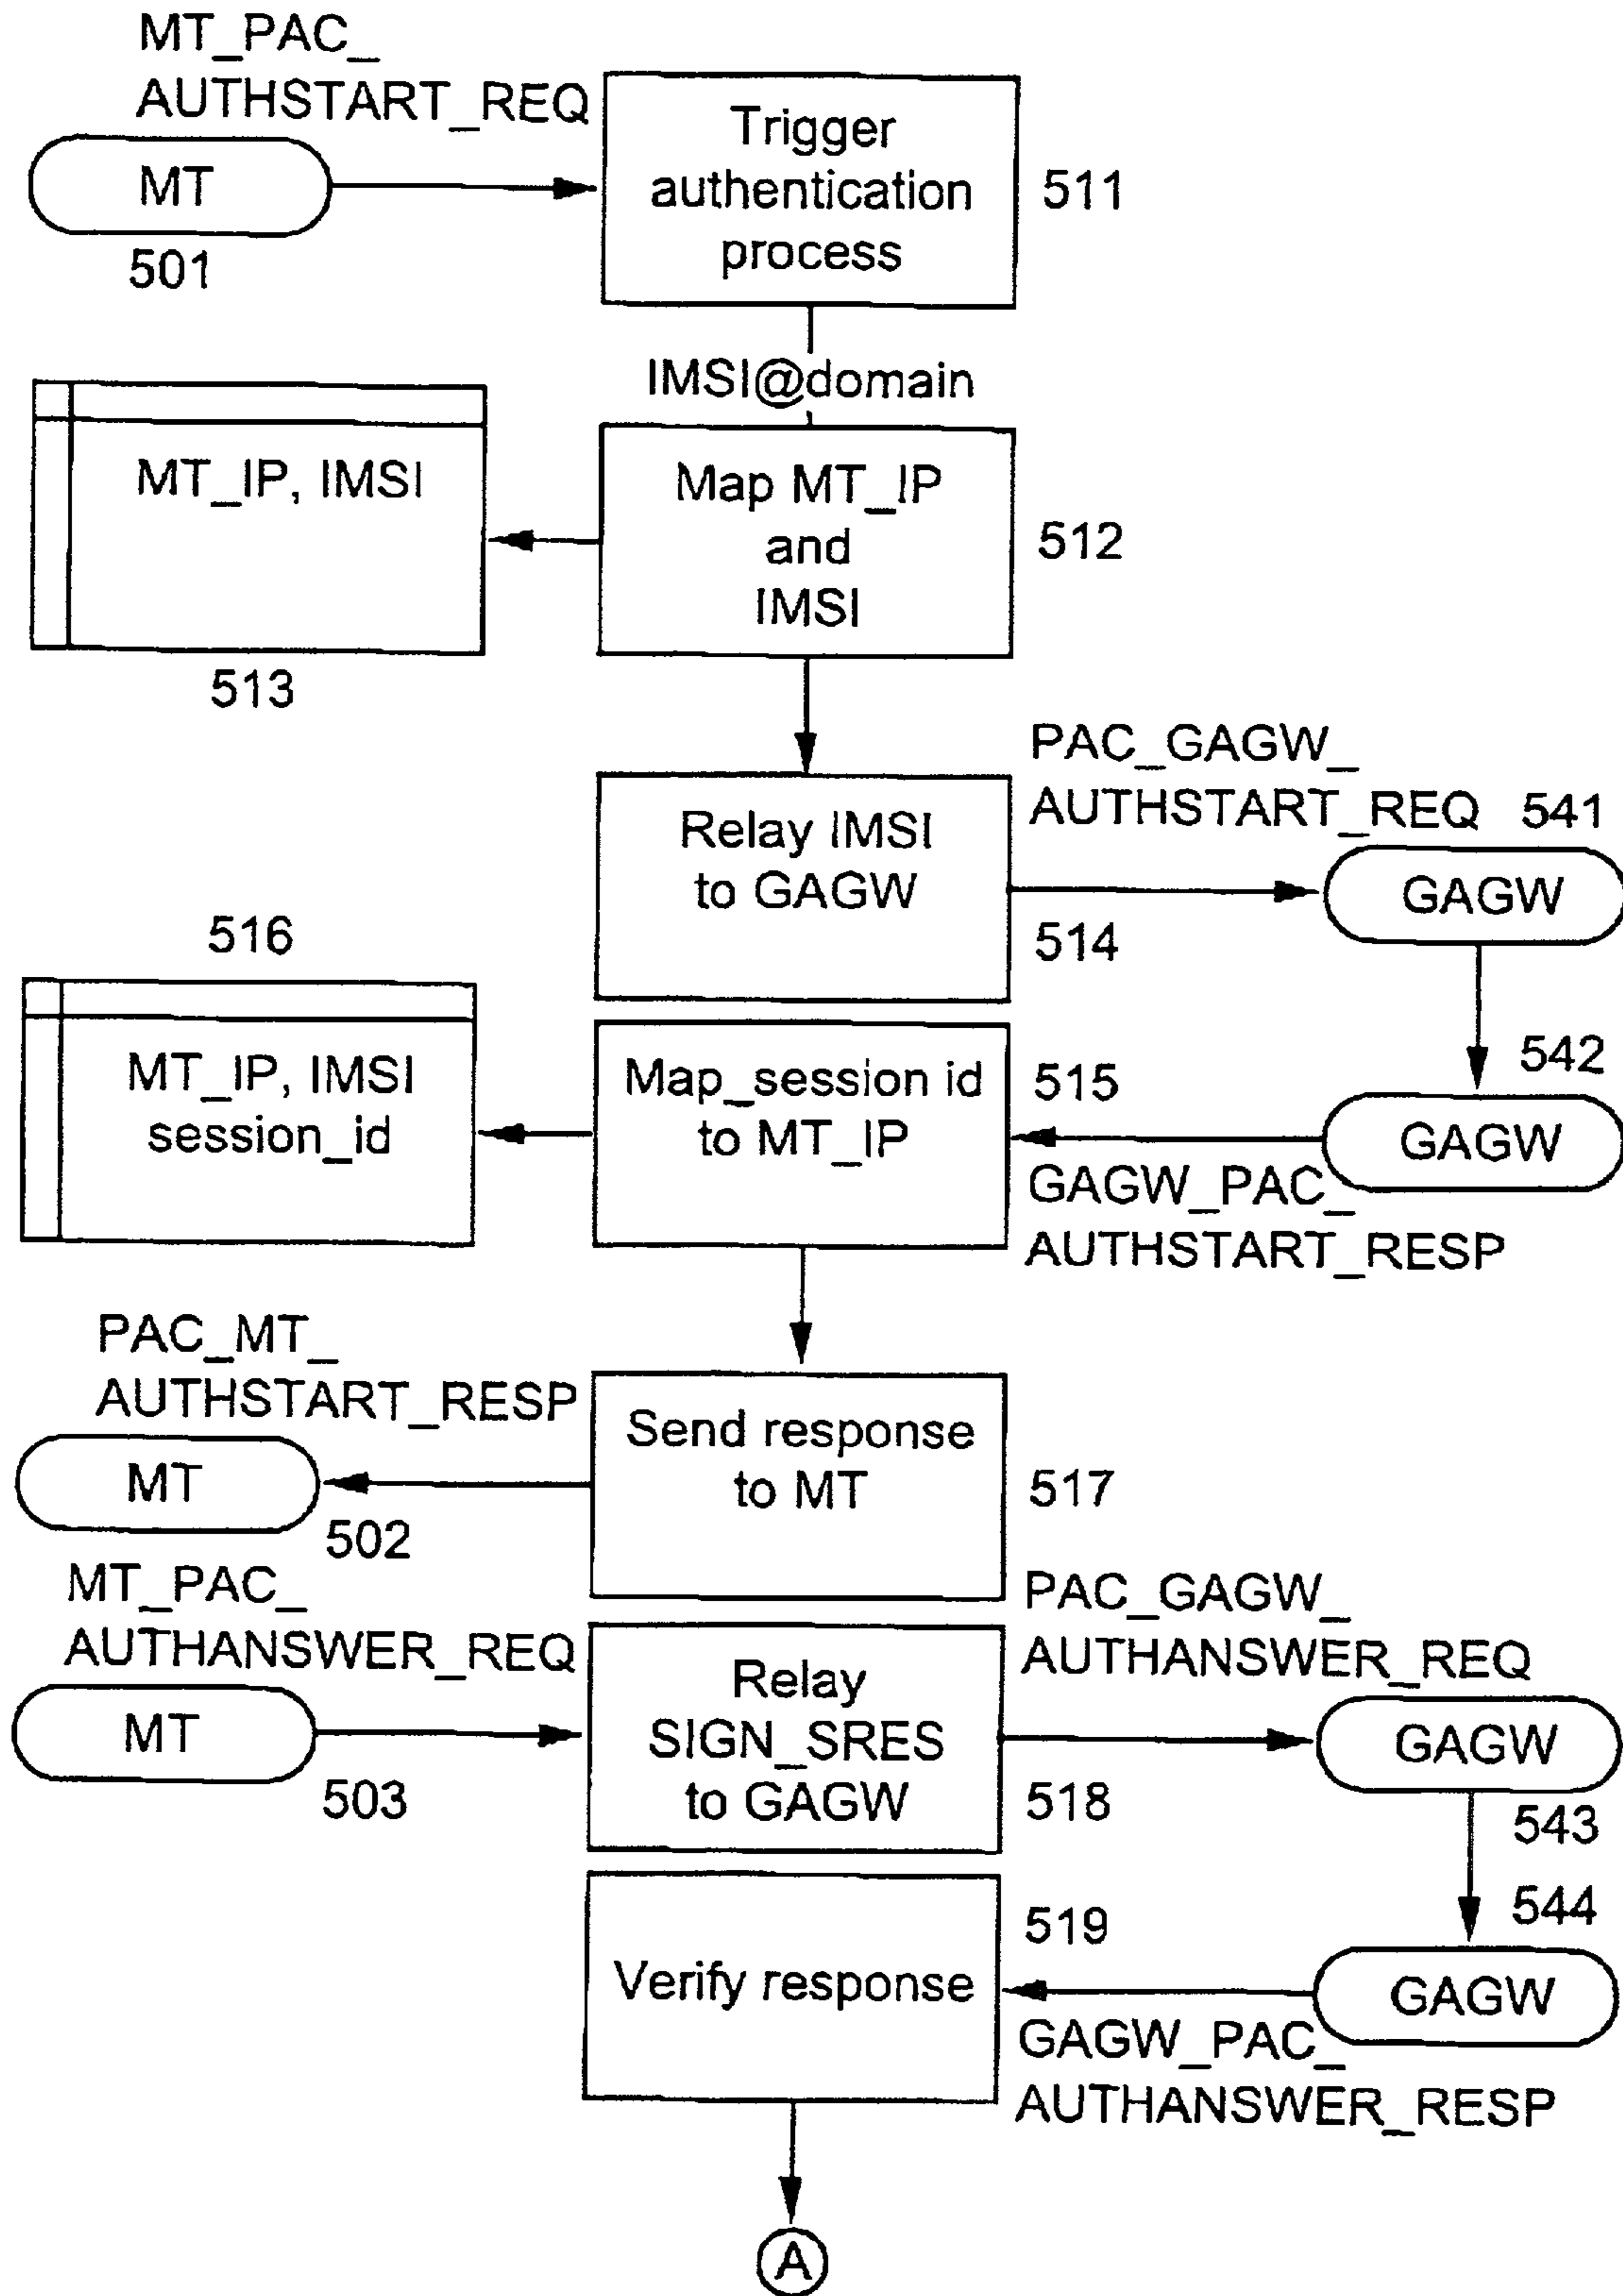 MT_PAC_
AUTHSTART_REQ
MT
501
Trigger
authentication
process
511
IMSI@domain
MT_IP, IMSI
513
Map MT_IP
and
IMSI
512
Relay IMSI
to GAGW
514
PAC_GAGW_
AUTHSTART_REQ 541
GAGW
516
MT_IP, IMSI
session_id
Map_session id
to MT_IP
515
542
GAGW
GAGW_PAC_
AUTHSTART_RESP
PAC_MT_
AUTHSTART_RESP
MT
502
Send response
to MT
517
MT_PAC_
AUTHANSWER_REQ
MT
503
Relay
SIGN_SRES
to GAGW
518
PAC_GAGW_
AUTHANSWER_REQ
GAGW
543
544
Verify response
519
GAGW
GAGW_PAC_
AUTHANSWER_RESP
A